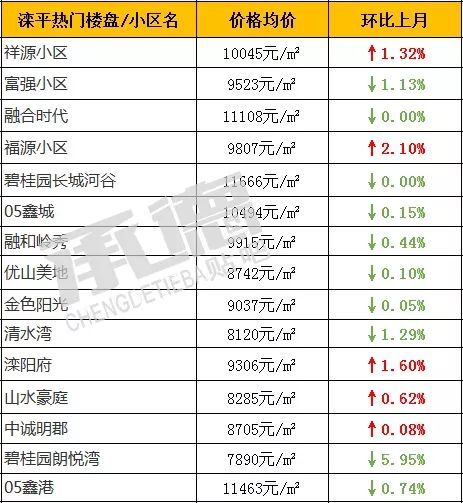 滦平热门楼盘/小区名 价格均价 环比上月
祥源小区 10045元/㎡ ↑1.32%
富强小区 9523元/㎡ ↓1.13%
融合时代 11108元/㎡ ↓0.00%
福源小区 9807元/㎡ ↑2.10%
碧桂园长城河谷 11666元/㎡ ↓0.00%
05鑫城 10494元/㎡ ↓0.15%
融和岭秀 9915元/㎡ ↓0.44%
优山美地 8742元/㎡ ↓0.10%
金色阳光 9037元/㎡ ↓0.05%
清水湾 8120元/㎡ ↓1.29%
滦阳府 9306元/㎡ ↑1.60%
山水豪庭 8285元/㎡ ↑0.62%
中诚明郡 8705元/㎡ ↑0.08%
碧桂园朗悦湾 7890元/㎡ ↓5.95%
05鑫港 11463元/㎡ ↓0.74%
承德
CHENGDETIEBA贴吧